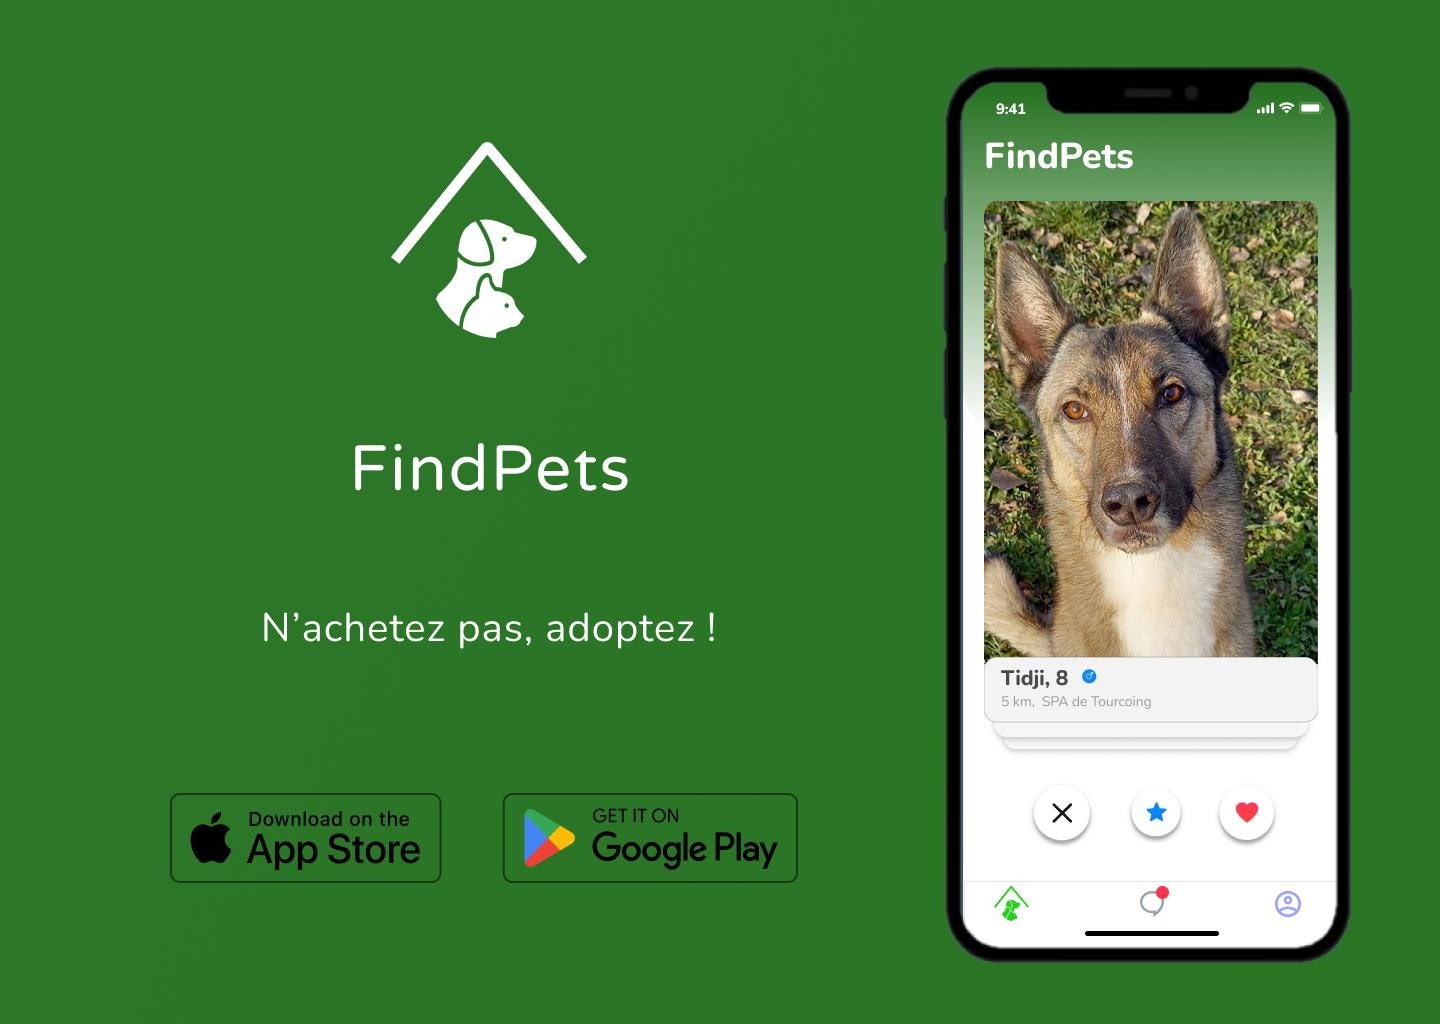 FindPets
N’achetez pas, adoptez !
Download on the
App Store
GET IT ON
Google Play
9:41
FindPets
Tidji, 8
5 km, SPA de Tourcoing